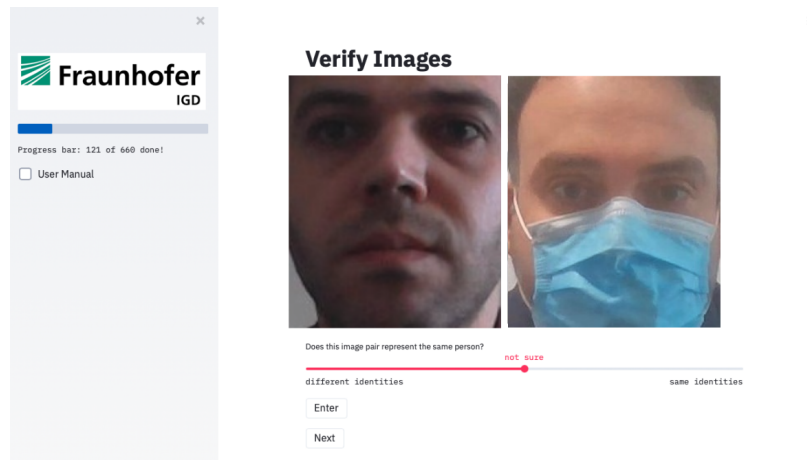 ×
Fraunhofer
IGD
Progress bar: 121 of 660 done!
User Manual
Verify Images
Does this image pair represent the same person?
not sure
different identities
same identities
Enter
Next